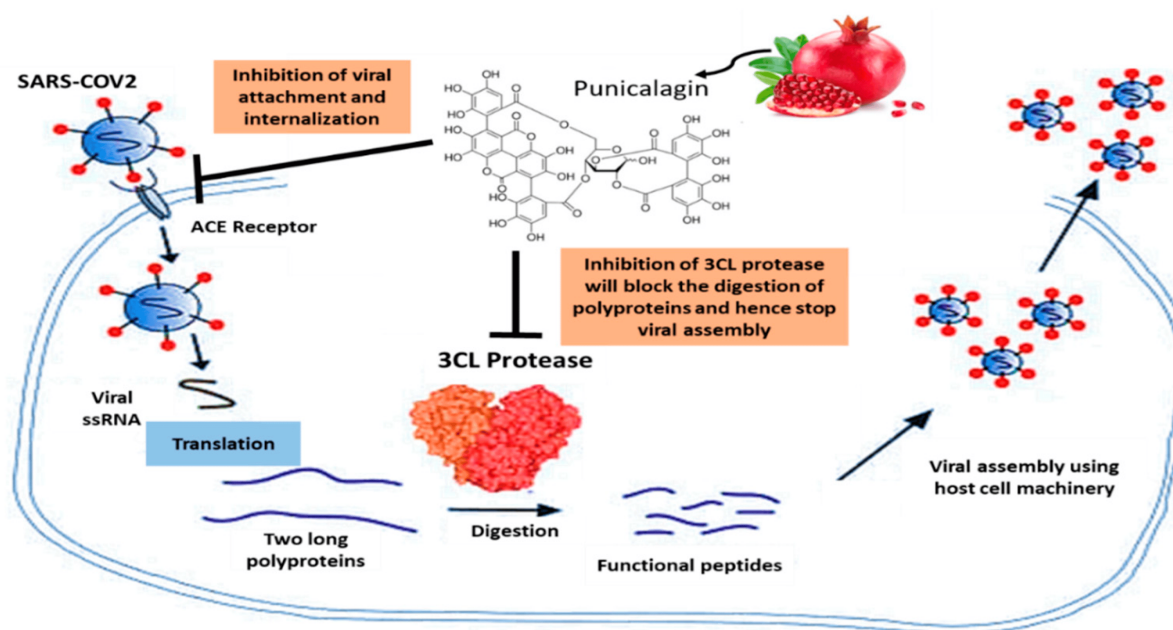 SARS-COV2
Inhibition of viral
attachment and
internalization
Punicalagin
ACE Receptor
Inhibition of 3CL protease
will block the digestion of
polyproteins and hence stop
viral assembly
3CL Protease
Viral
ssRNA
Translation
Two long
polyproteins
Digestion
Functional peptides
Viral assembly using
host cell machinery